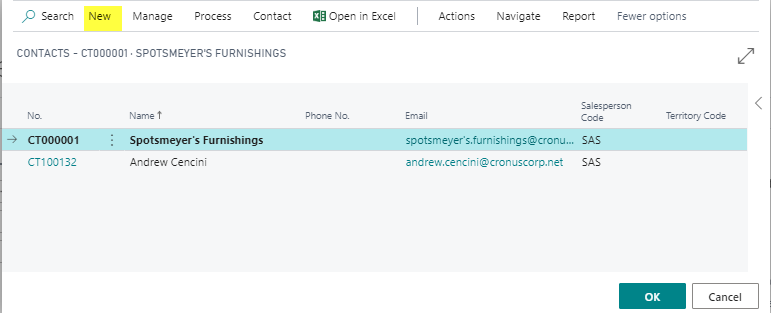 Search New Manage Process Contact Open in Excel Actions Navigate Report Fewer options
CONTACTS - CT000001 · SPOTSMEYER'S FURNISHINGS
No. Name ↑ Phone No. Email Salesperson Code Territory Code
CT000001 Spotsmeyer's Furnishings spotsmeyer's.furnishings@cronu... SAS
CT100132 Andrew Cencini andrew.cencini@cronuscorp.net SAS
OK Cancel